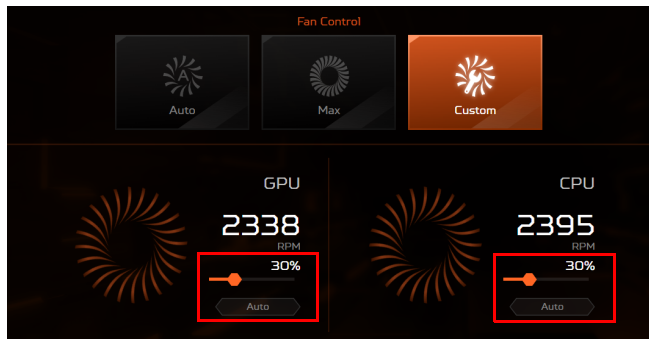 Fan Control
A
Auto
Max
Custom
GPU
2338
RPM
30%
Auto
CPU
2395
RPM
30%
Auto